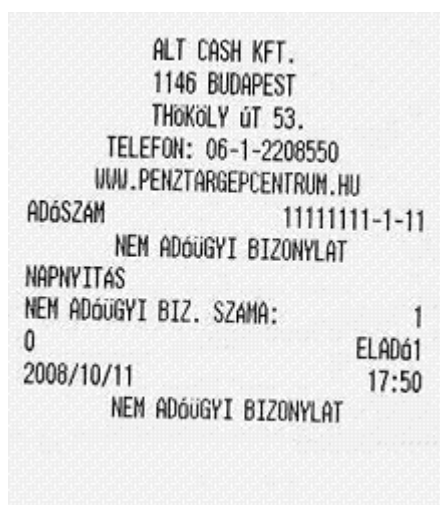 ALT CASH KFT.
1146 BUDAPEST
THöKöLY úT 53.
TELEFON: 06-1-2208550
WWW.PENZTARGEPCENTRUM.HU
ADóSZÁM 11111111-1-11
NEM ADóüGYI BIZONYLAT
NAPNYITÁS
NEM ADóüGYI BIZ. SZÁMA: 1
0 ELADó1
2008/10/11 17:50
NEM ADóüGYI BIZONYLAT